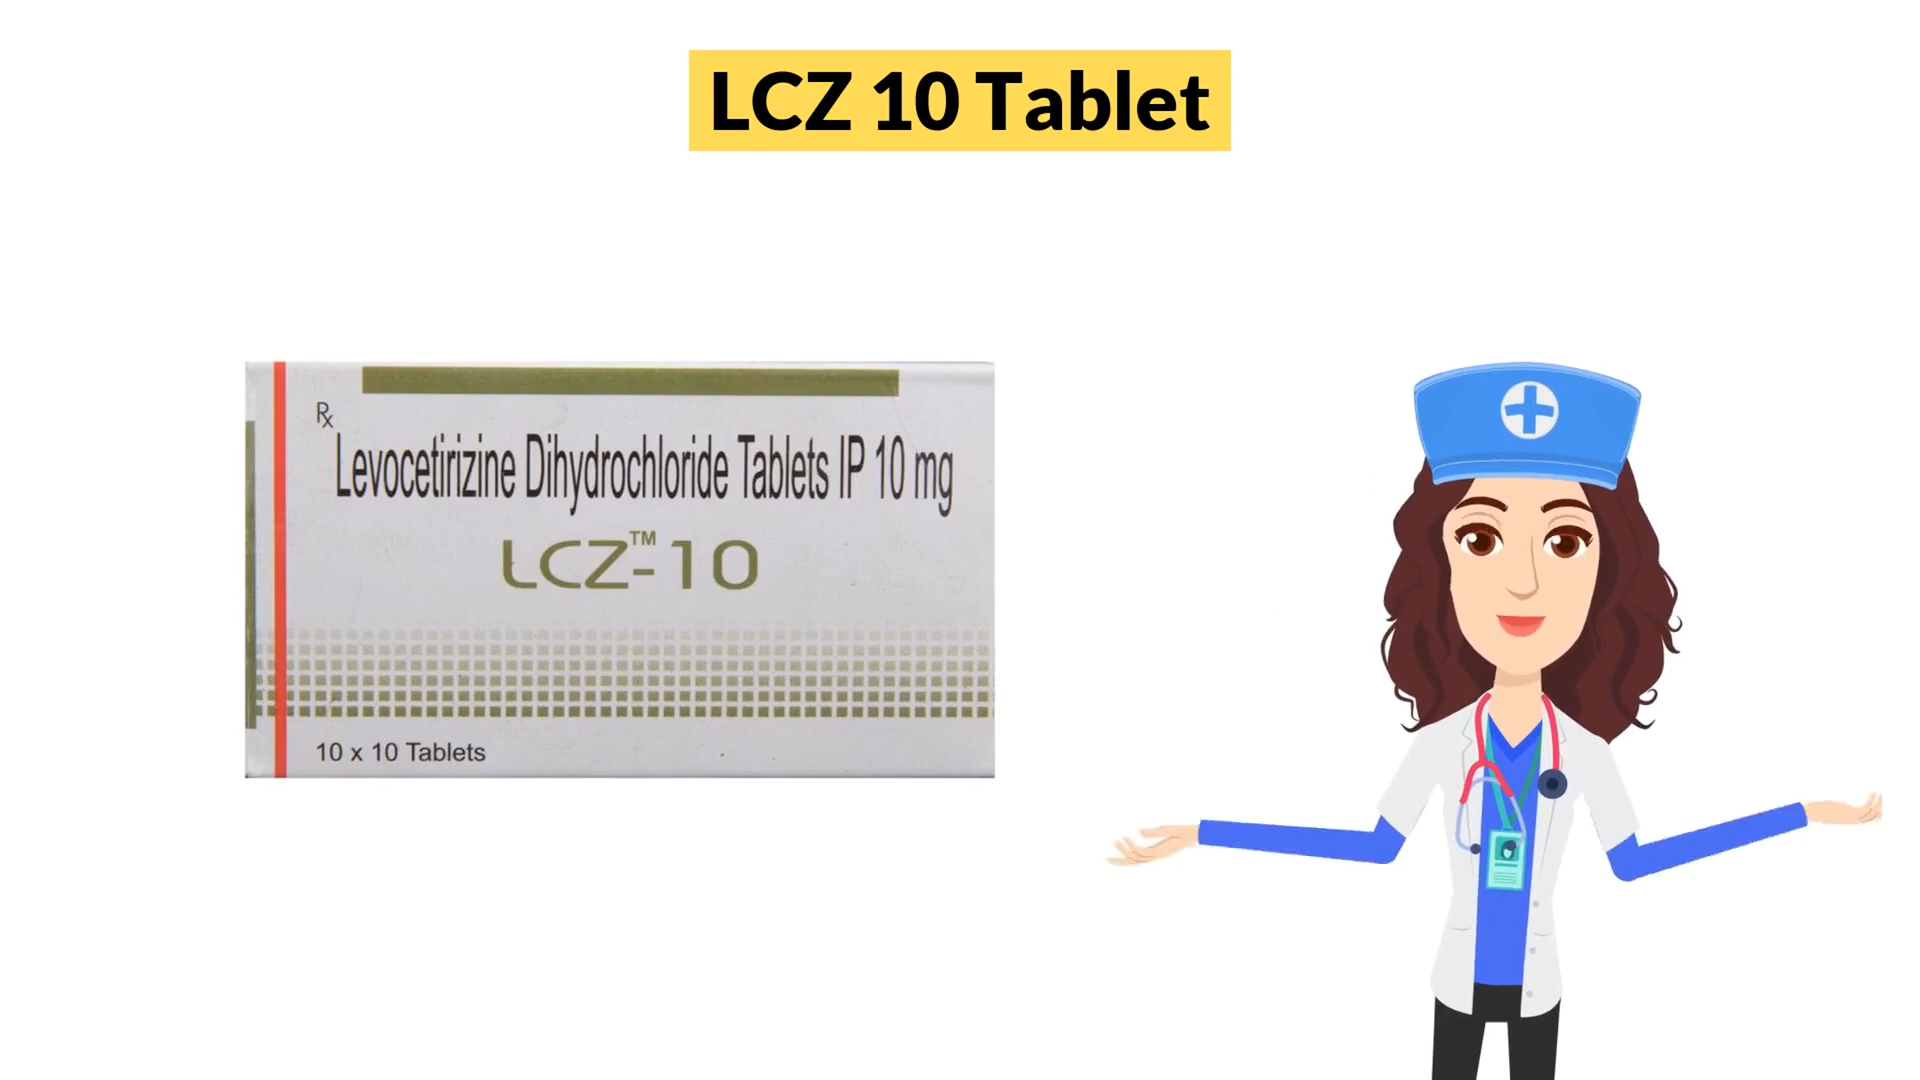 LCZ 10 Tablet
Rx
Levocetirizine Dihydrochloride Tablets IP 10 mg
LCZ™-10
10 x 10 Tablets